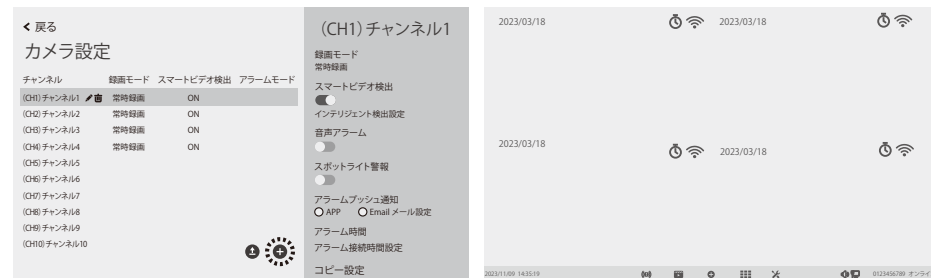 戻る
カメラ設定
チャンネル 録画モード スマートビデオ検出 アラームモード
(CH1)チャンネル1 常時録画 ON
(CH2)チャンネル2 常時録画 ON
(CH3)チャンネル3 常時録画 ON
(CH4)チャンネル4 常時録画 ON
(CH5)チャンネル5
(CH6)チャンネル6
(CH7)チャンネル7
(CH8)チャンネル8
(CH9)チャンネル9
(CH10)チャンネル10
(CH1)チャンネル1
録画モード
常時録画
スマートビデオ検出
インテリジェント検出設定
音声アラーム
スポットライト警報
アラームプッシュ通知
APP Emailメール設定
アラーム時間
アラーム接続時間設定
コピー設定
2023/03/18 2023/03/18
2023/03/18 2023/03/18
2023/11/09 14:35:19 0123456789 オンライ